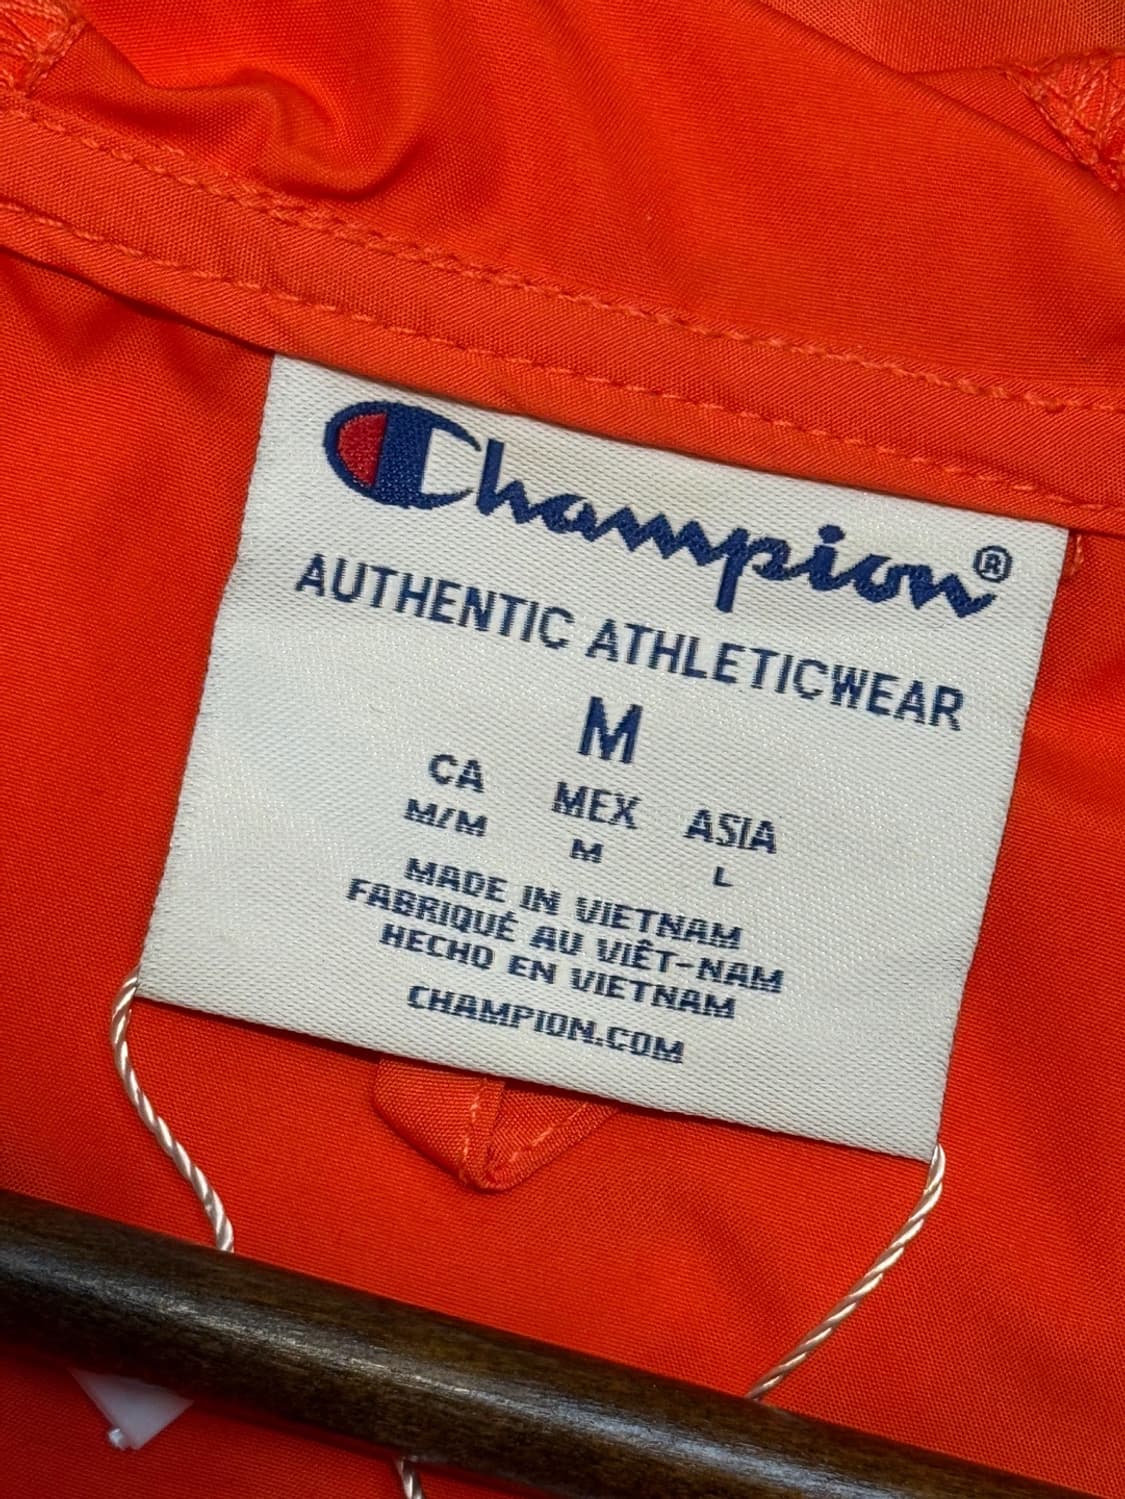 Champion®
AUTHENTIC ATHLETICWEAR
M
CA MEX ASIA
M/M M L
MADE IN VIETNAM
FABRIQUÉ AU VIÊT-NAM
HECHO EN VIETNAM
CHAMPION.COM